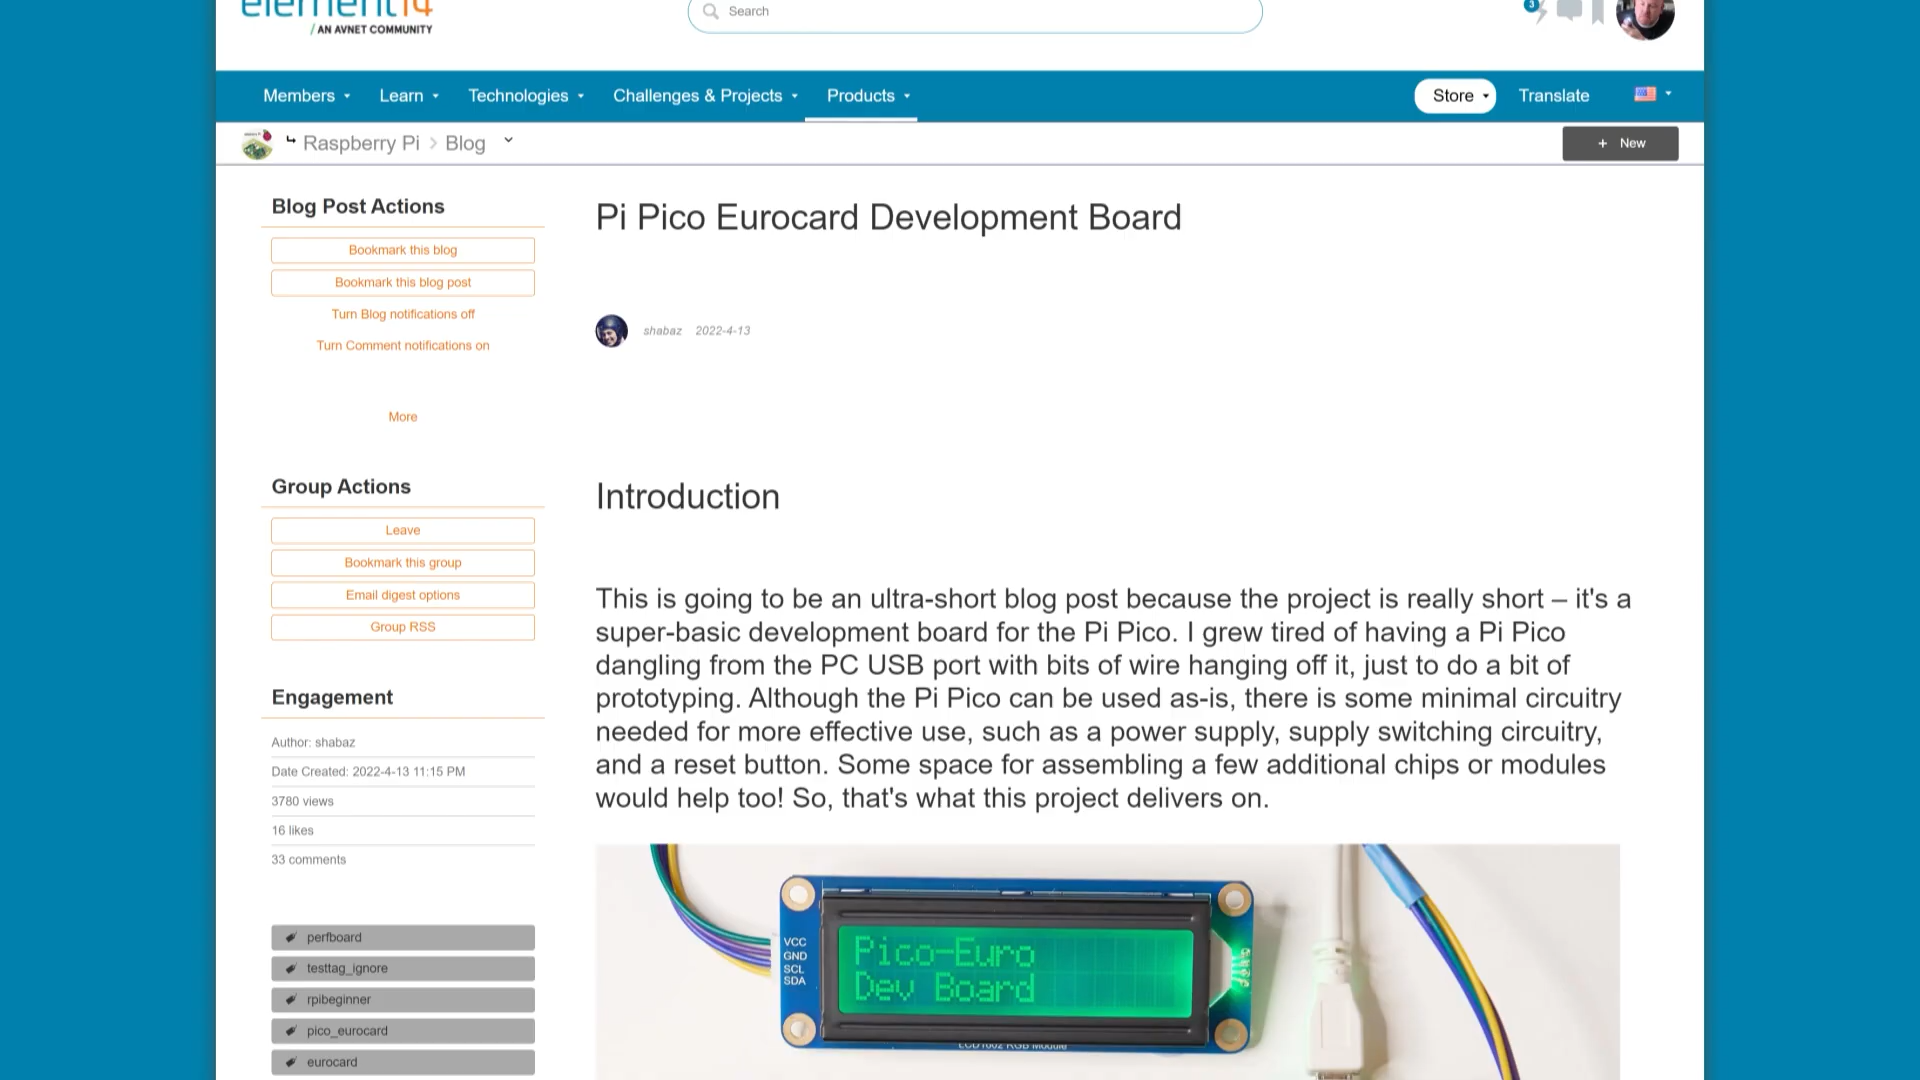 element14
/ AN AVNET COMMUNITY
Search
3
Members
Learn
Technologies
Challenges & Projects
Products
Store
Translate
Raspberry Pi > Blog
+ New
Blog Post Actions
Bookmark this blog
Bookmark this blog post
Turn Blog notifications off
Turn Comment notifications on
More
Group Actions
Leave
Bookmark this group
Email digest options
Group RSS
Engagement
Author: shabaz
Date Created: 2022-4-13 11:15 PM
3780 views
16 likes
33 comments
perfboard
testtag_ignore
rpibeginner
pico_eurocard
eurocard
Pi Pico Eurocard Development Board
shabaz 2022-4-13
Introduction
This is going to be an ultra-short blog post because the project is really short – it's a
super-basic development board for the Pi Pico. I grew tired of having a Pi Pico
dangling from the PC USB port with bits of wire hanging off it, just to do a bit of
prototyping. Although the Pi Pico can be used as-is, there is some minimal circuitry
needed for more effective use, such as a power supply, supply switching circuitry,
and a reset button. Some space for assembling a few additional chips or modules
would help too! So, that's what this project delivers on.
VCC
GND
SCL
SDA
Pico-Euro
Dev Board
LCD1602 RGB Module